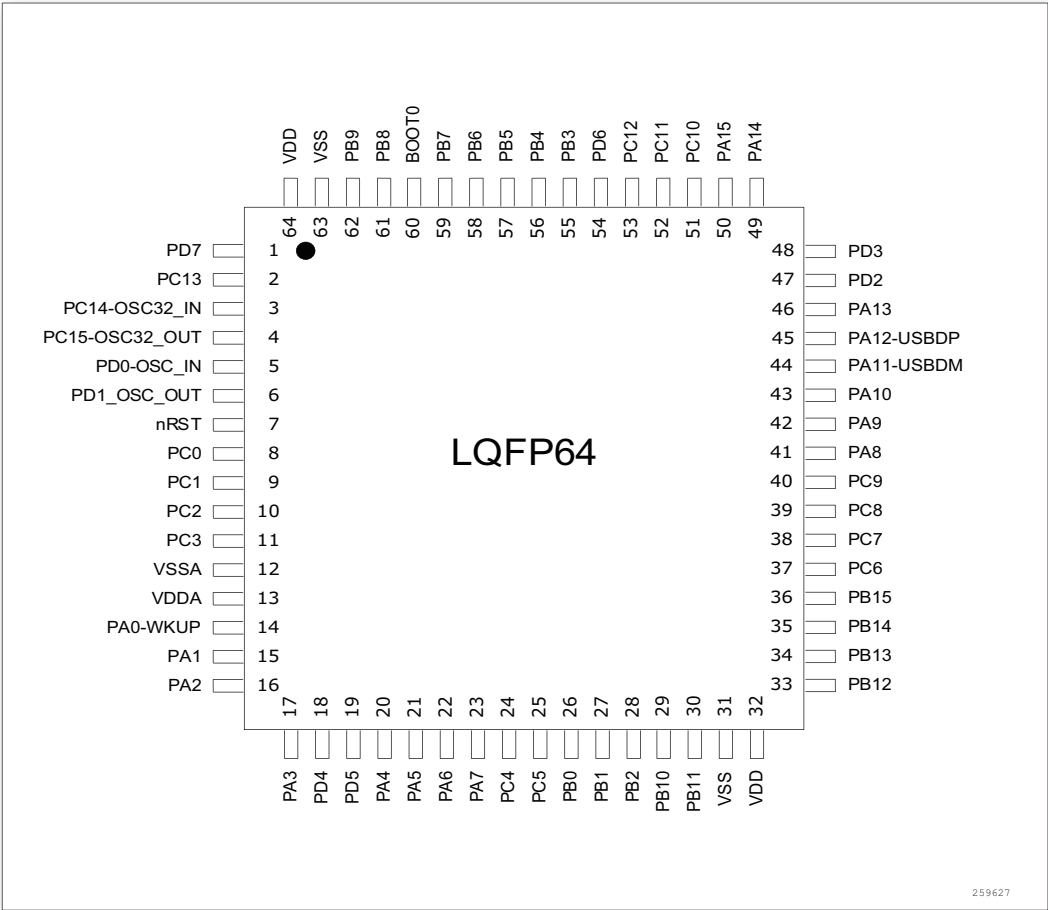 VDD VSS PB9 PB8 BOOT0 PB7 PB6 PB5 PB4 PB3 PD6 PC12 PC11 PC10 PA15 PA14
64 63 62 61 60 59 58 57 56 55 54 53 52 51 50 49
PD7 1 48 PD3
PC13 2 47 PD2
PC14-OSC32_IN 3 46 PA13
PC15-OSC32_OUT 4 45 PA12-USBDP
PD0-OSC_IN 5 44 PA11-USBDM
PD1_OSC_OUT 6 43 PA10
nRST 7 42 PA9
PC0 8 41 PA8
LQFP64
PC1 9 40 PC9
PC2 10 39 PC8
PC3 11 38 PC7
VSSA 12 37 PC6
VDDA 13 36 PB15
PA0-WKUP 14 35 PB14
PA1 15 34 PB13
PA2 16 33 PB12
17 18 19 20 21 22 23 24 25 26 27 28 29 30 31 32
PA3 PD4 PD5 PA4 PA5 PA6 PA7 PC4 PC5 PB0 PB1 PB2 PB10 PB11 VSS VDD
259627